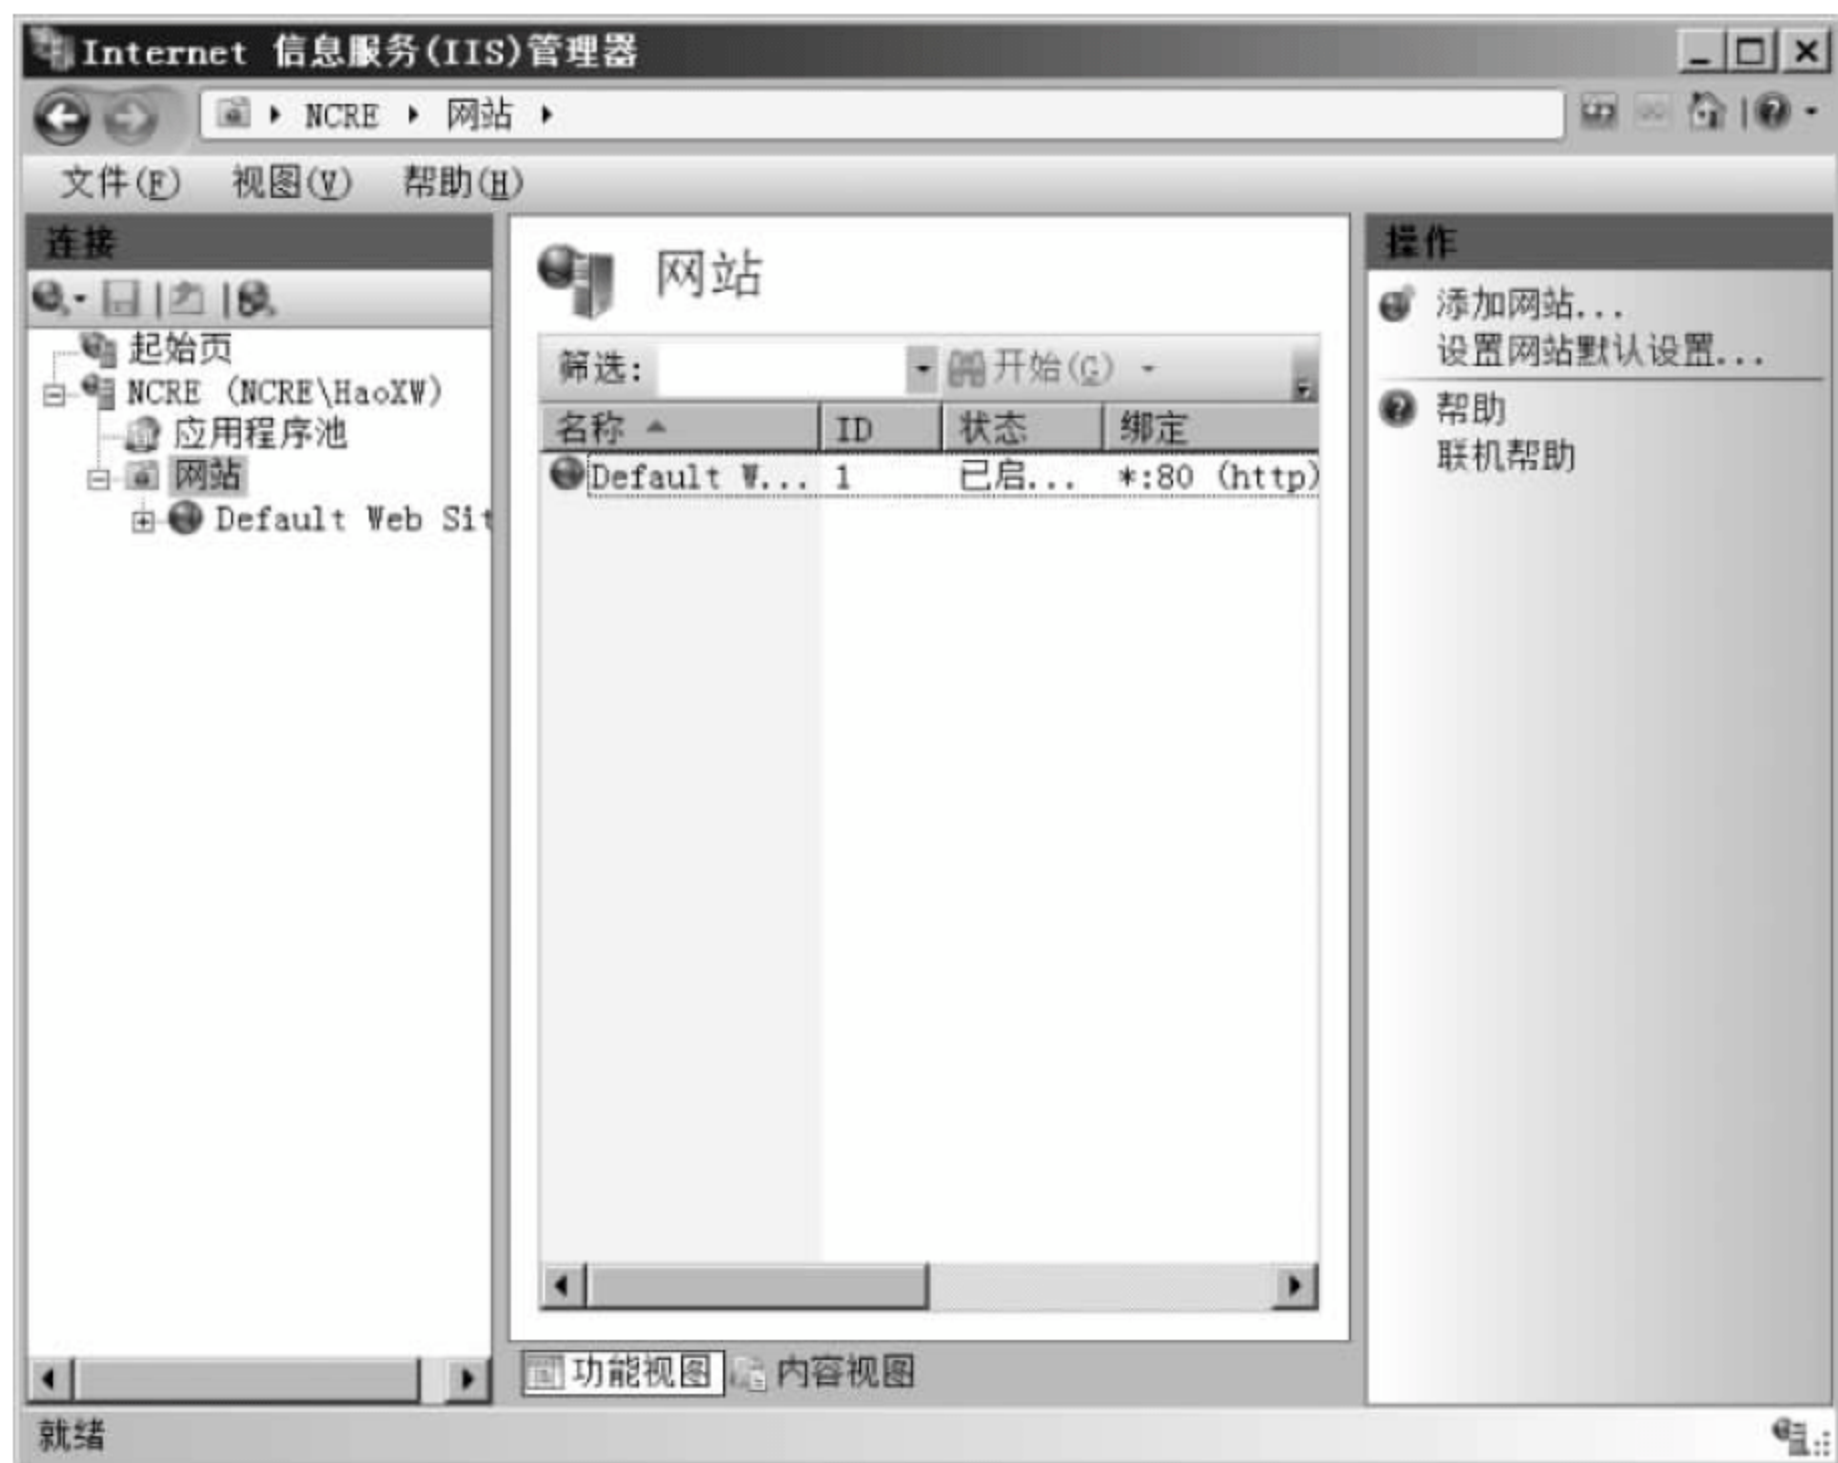 Internet 信息服务(IIS)管理器
NCRE 网站
文件(F) 视图(V) 帮助(H)
连接
起始页
NCRE (NCRE\HaoXW)
应用程序池
网站
Default Web Sit
网站
筛选: 开始(G)
名称 ID 状态 绑定
Default W... 1 已启... *:80 (http)
功能视图 内容视图
操作
添加网站...
设置网站默认设置...
帮助
联机帮助
就绪